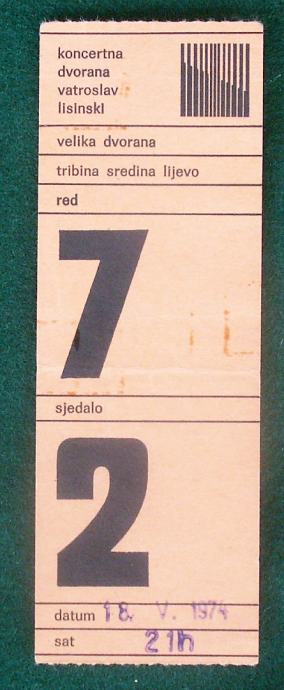 koncertna
dvorana
vatroslav
lisinski
velika dvorana
tribina sredina lijevo
red
7
sjedalo
2
datum 18. V. 1974
sat 21h